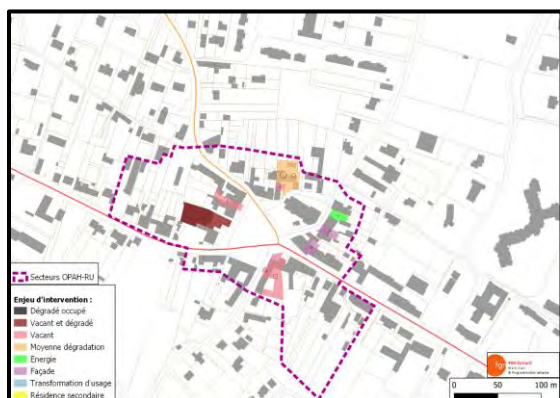 Secteurs OPAH-RU
Enjeu d'intervention :
Dégradé occupé
Vacant et dégradé
Vacant
Moyenne dégradation
Energie
Façade
Transformation d'usage
Résidence secondaire
0 50 100 m